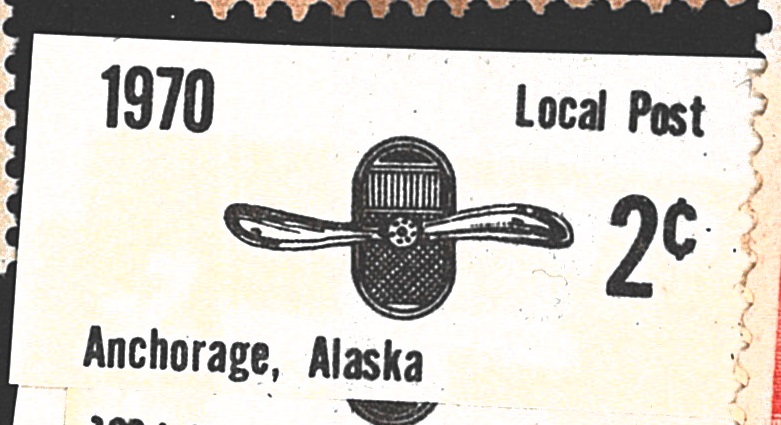 1970
Local Post
2¢
Anchorage, Alaska